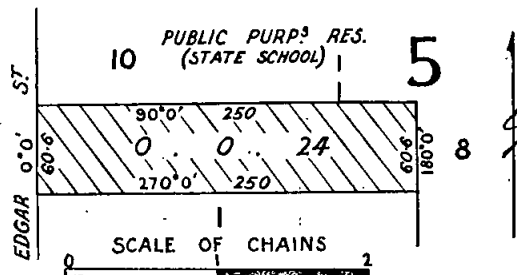 PUBLIC PURPS RES.
10 (STATE SCHOOL) 5
EDGAR ST
90°0' 250
0°0' 60.6 0 . 0 .. 24 60.6 180°0' 8
270°0' 250
SCALE OF CHAINS
0 2